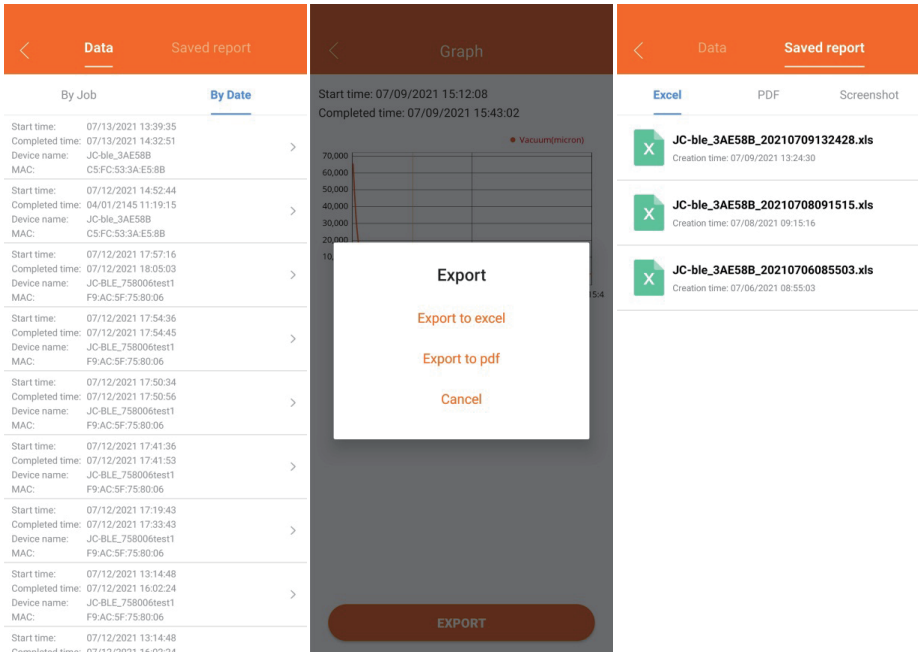 Data Saved report
By Job By Date
Start time: 07/13/2021 13:39:35
Completed time: 07/13/2021 14:32:51
Device name: JC-ble_3AE58B
MAC: C5:FC:53:3A:E5:8B
Start time: 07/12/2021 14:52:44
Completed time: 04/01/2145 11:19:15
Device name: JC-ble_3AE58B
MAC: C5:FC:53:3A:E5:8B
Start time: 07/12/2021 17:57:16
Completed time: 07/12/2021 18:05:03
Device name: JC-BLE_758006test1
MAC: F9:AC:5F:75:80:06
Start time: 07/12/2021 17:54:36
Completed time: 07/12/2021 17:54:45
Device name: JC-BLE_758006test1
MAC: F9:AC:5F:75:80:06
Start time: 07/12/2021 17:50:34
Completed time: 07/12/2021 17:50:56
Device name: JC-BLE_758006test1
MAC: F9:AC:5F:75:80:06
Start time: 07/12/2021 17:41:36
Completed time: 07/12/2021 17:41:53
Device name: JC-BLE_758006test1
MAC: F9:AC:5F:75:80:06
Start time: 07/12/2021 17:19:43
Completed time: 07/12/2021 17:33:43
Device name: JC-BLE_758006test1
MAC: F9:AC:5F:75:80:06
Start time: 07/12/2021 13:14:48
Completed time: 07/12/2021 16:02:24
Device name: JC-BLE_758006test1
MAC: F9:AC:5F:75:80:06
Start time: 07/12/2021 13:14:48
Completed time: 07/12/2021 16:02:24
Graph
Start time: 07/09/2021 15:12:08
Completed time: 07/09/2021 15:43:02
Vacuum(micron)
70,000
60,000
50,000
40,000
30,000
20,000
10,
15:4
Export
Export to excel
Export to pdf
Cancel
EXPORT
Data Saved report
Excel PDF Screenshot
X JC-ble_3AE58B_20210709132428.xls
Creation time: 07/09/2021 13:24:30
X JC-ble_3AE58B_20210708091515.xls
Creation time: 07/08/2021 09:15:16
X JC-ble_3AE58B_20210706085503.xls
Creation time: 07/06/2021 08:55:03